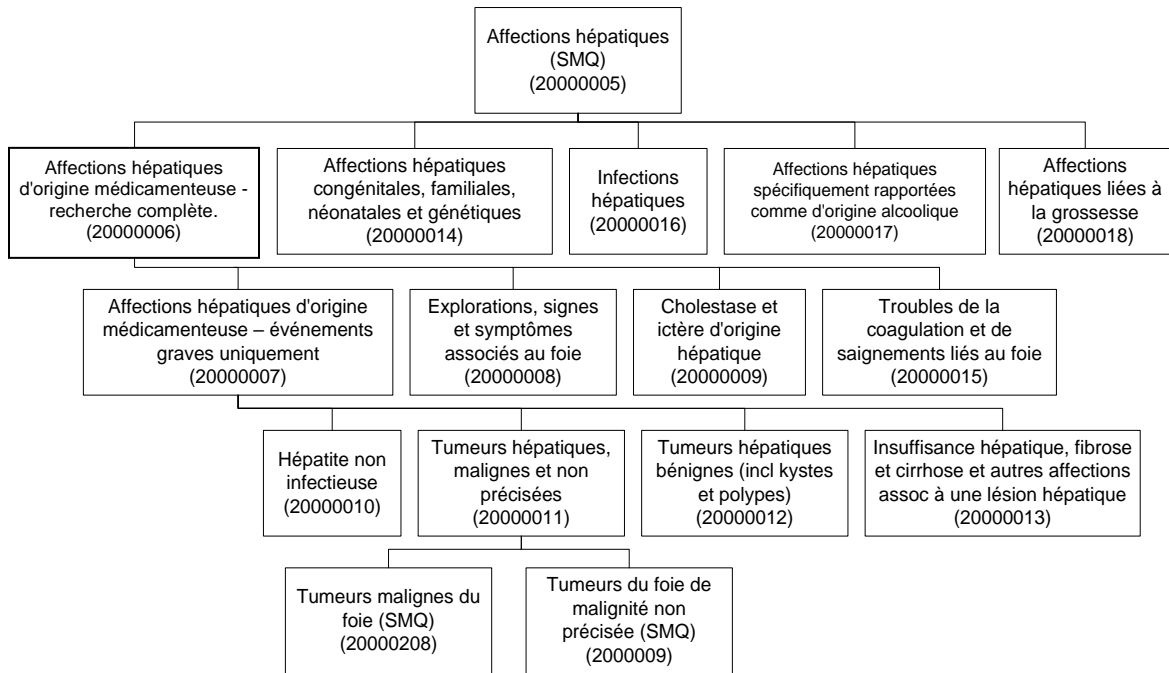 Affections hépatiques
(SMQ)
(20000005)
Affections hépatiques
d'origine médicamenteuse -
recherche complète.
(20000006)
Affections hépatiques
congénitales, familiales,
néonatales et génétiques
(20000014)
Infections
hépatiques
(20000016)
Affections hépatiques
spécifiquement rapportées
comme d'origine alcoolique
(20000017)
Affections
hépatiques liées à
la grossesse
(20000018)
Affections hépatiques d'origine
médicamenteuse – événements
graves uniquement
(20000007)
Explorations, signes
et symptômes
associés au foie
(20000008)
Cholestase et
ictère d'origine
hépatique
(20000009)
Troubles de la
coagulation et de
saignements liés au foie
(20000015)
Hépatite non
infectieuse
(20000010)
Tumeurs hépatiques,
malignes et non
précisées
(20000011)
Tumeurs hépatiques
bénignes (incl kystes
et polypes)
(20000012)
Insuffisance hépatique, fibrose
et cirrhose et autres affections
assoc à une lésion hépatique
(20000013)
Tumeurs malignes du
foie (SMQ)
(20000208)
Tumeurs du foie de
malignité non
précisée (SMQ)
(2000009)